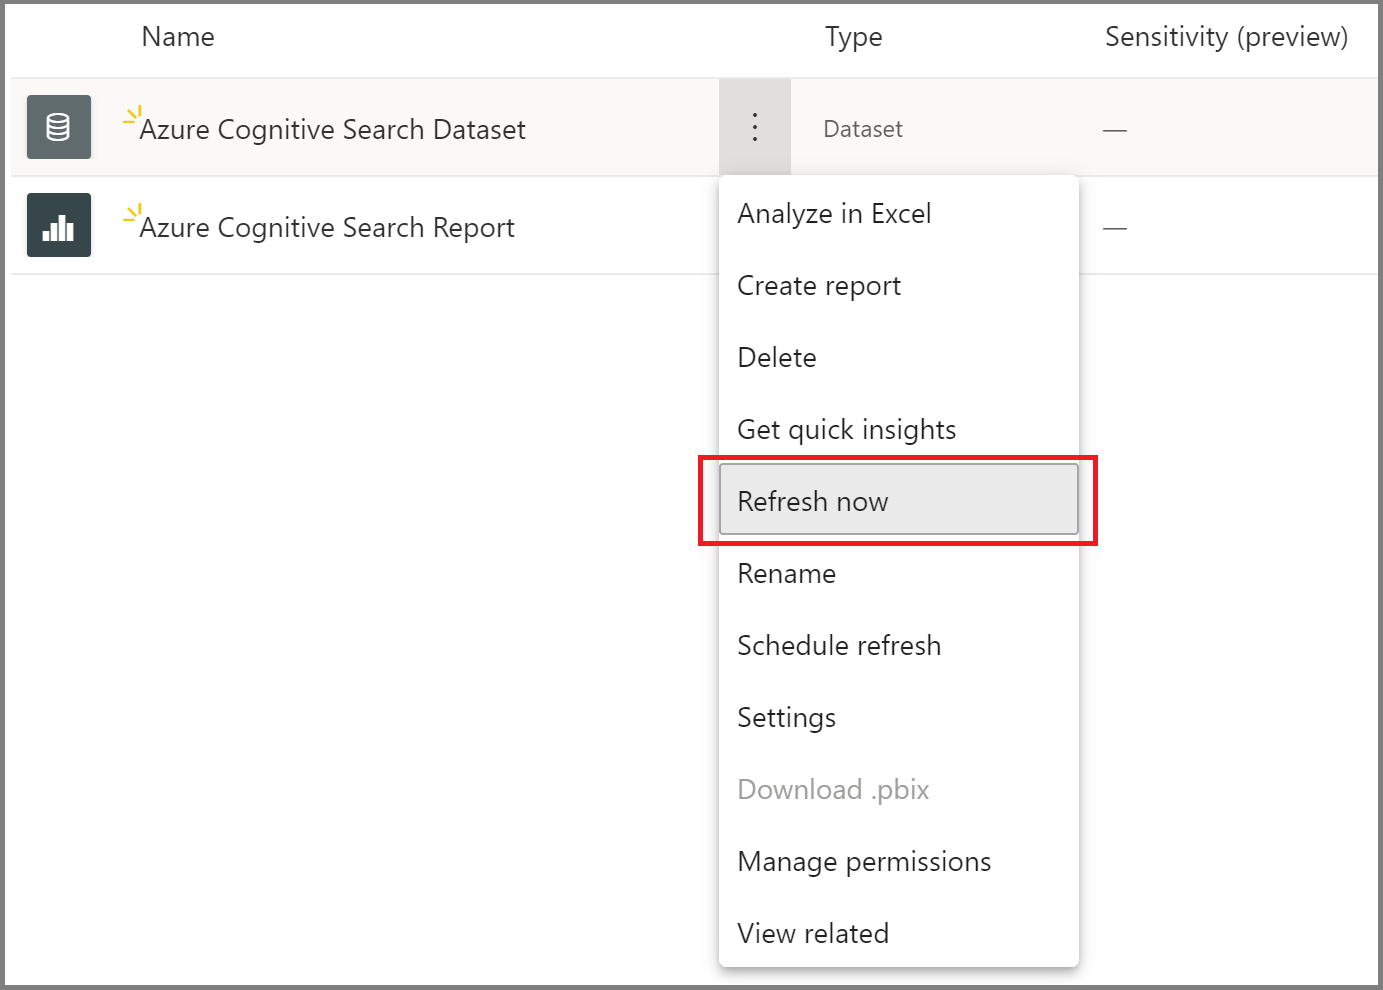 Name Type Sensitivity (preview)
Azure Cognitive Search Dataset Dataset —
Azure Cognitive Search Report —
Analyze in Excel
Create report
Delete
Get quick insights
Refresh now
Rename
Schedule refresh
Settings
Download .pbix
Manage permissions
View related